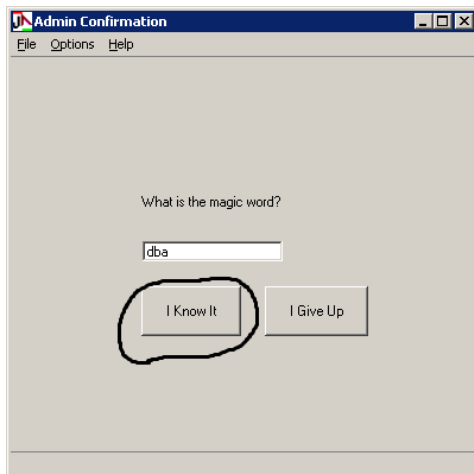 Admin Confirmation
File Options Help
What is the magic word?
dba
I Know It I Give Up